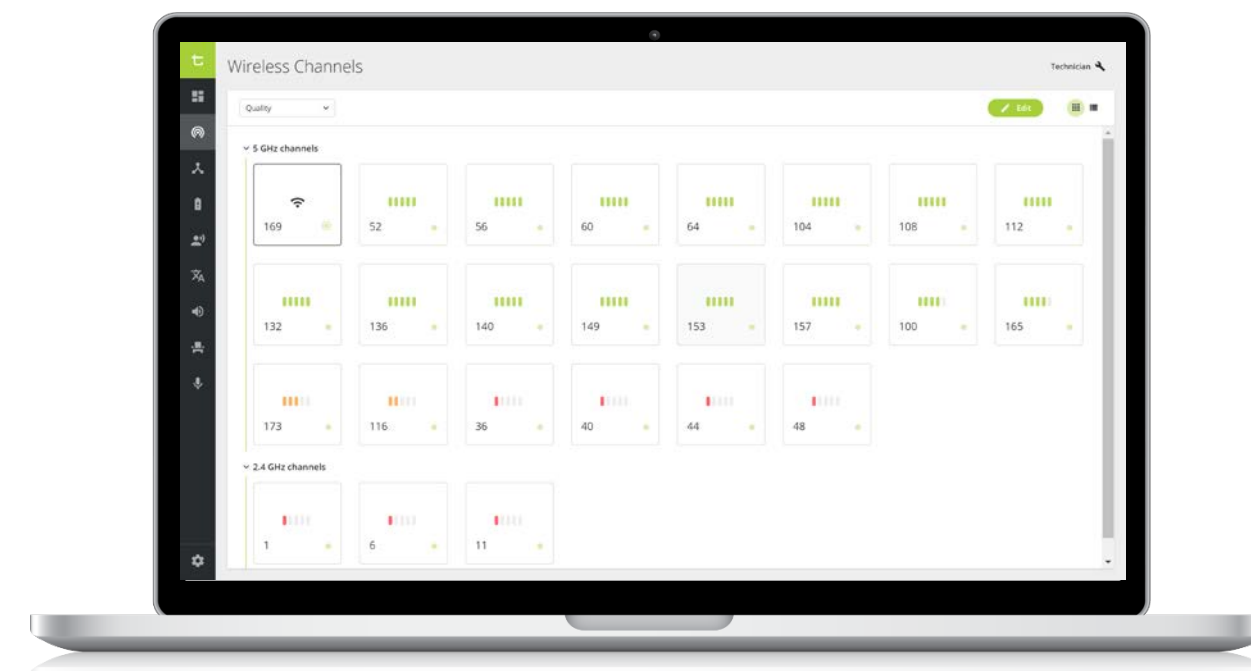 Wireless Channels
Technician
Quality
Edit
5 GHz channels
169 52 56 60 64 104 108 112
132 136 140 149 153 157 100 165
173 116 36 40 44 48
2.4 GHz channels
1 6 11